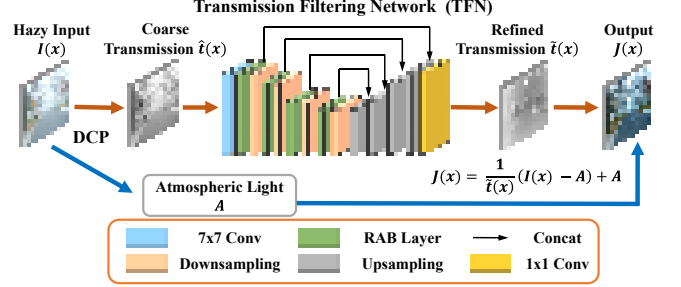 Transmission Filtering Network (TFN)
Hazy Input
I(x)
Coarse
Transmission t̂(x)
Refined
Transmission t̃(x)
Output
J(x)
DCP
Atmospheric Light
A
J(x) = 1/t̃(x) (I(x) − A) + A
7x7 Conv
RAB Layer
Concat
Downsampling
Upsampling
1x1 Conv